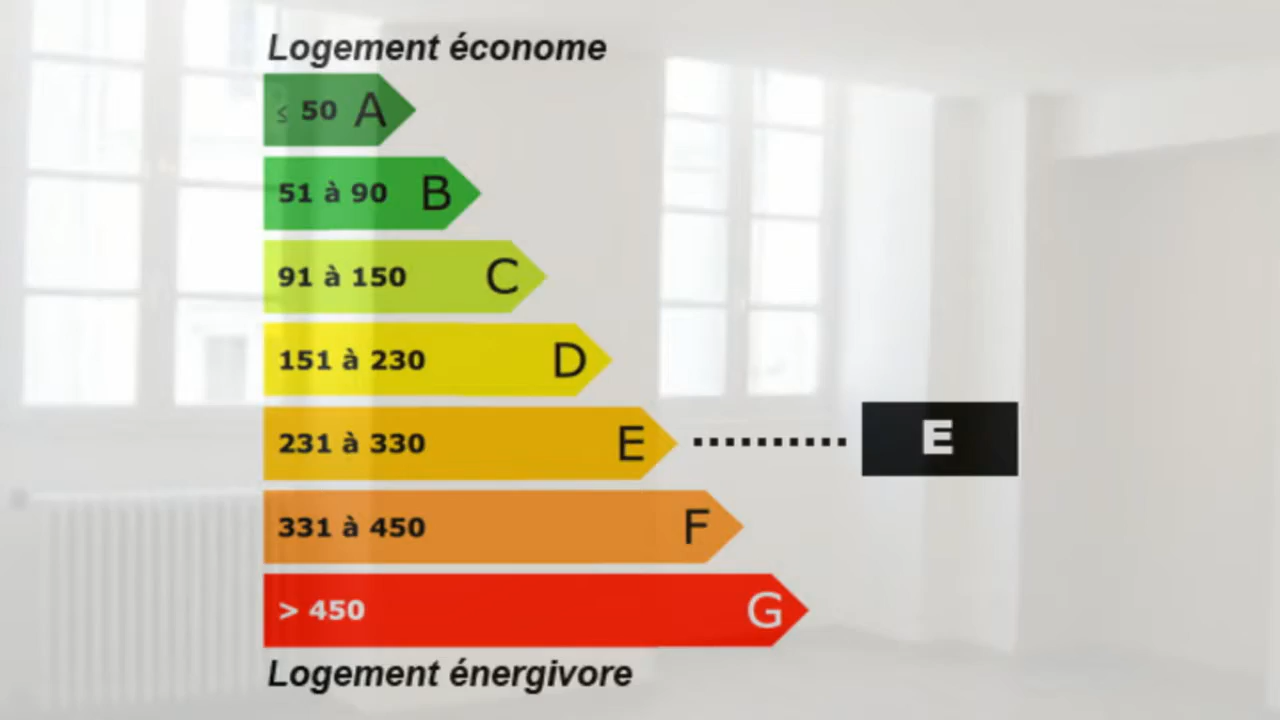 Logement économe
≤ 50 A
51 à 90 B
91 à 150 C
151 à 230 D
231 à 330 E
E
331 à 450 F
> 450 G
Logement énergivore